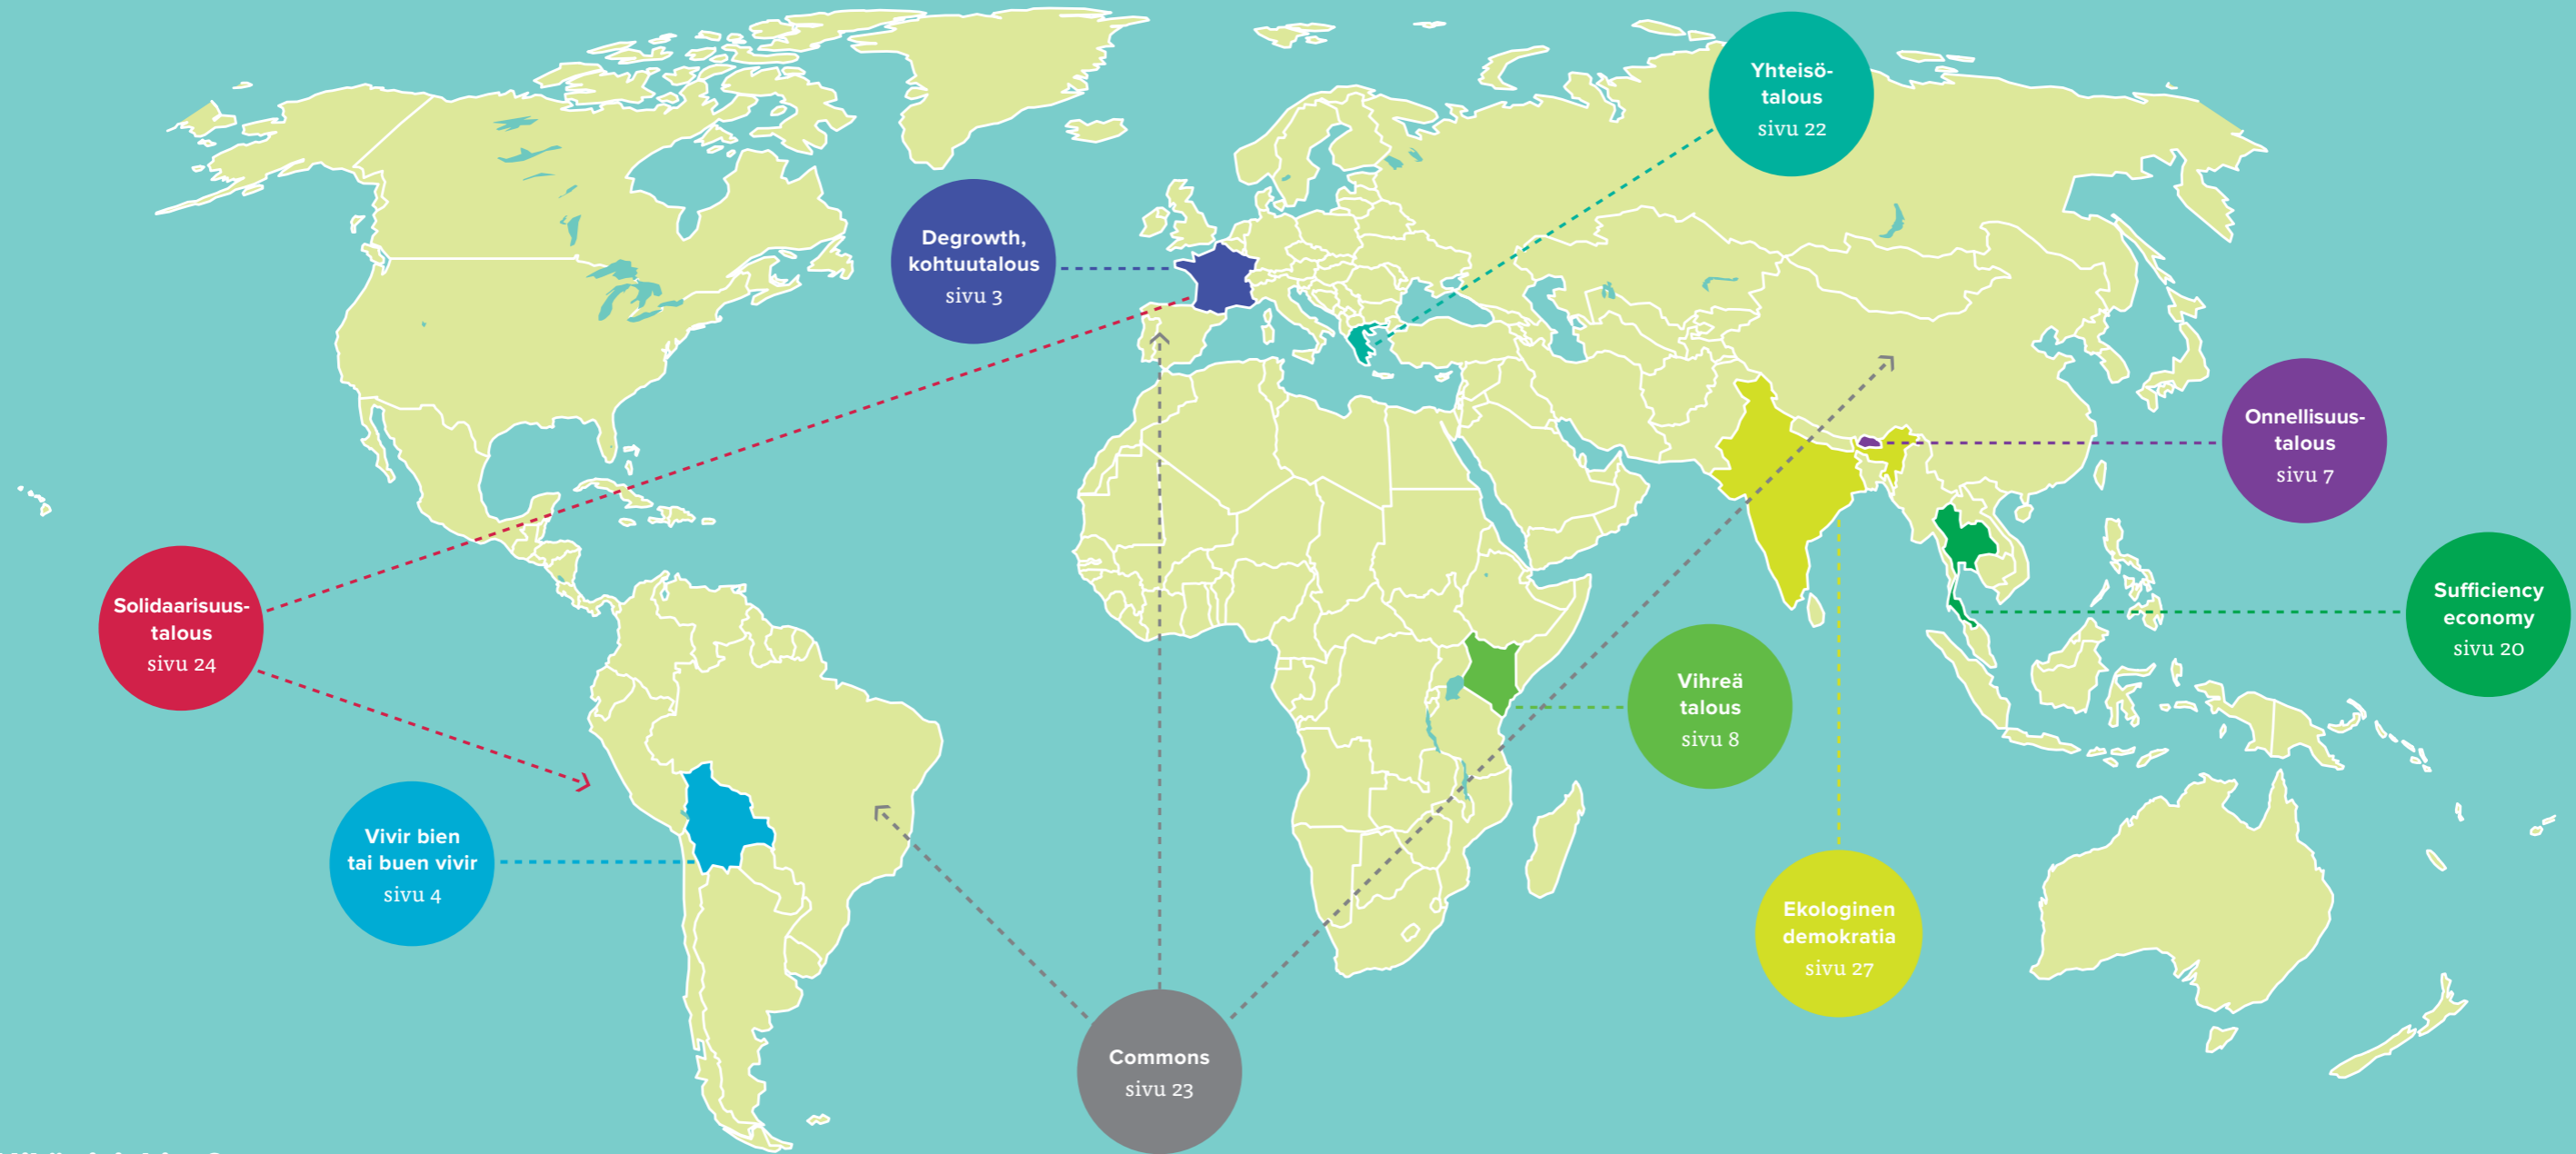 Yhteisö-
talous
sivu 22
Degrowth,
kohtuutalous
sivu 3
Onnellisuus-
talous
sivu 7
Solidaarisuus-
talous
sivu 24
Sufficiency
economy
sivu 20
Vihreä
talous
sivu 8
Vivir bien
tai buen vivir
sivu 4
Ekologinen
demokratia
sivu 27
Commons
sivu 23